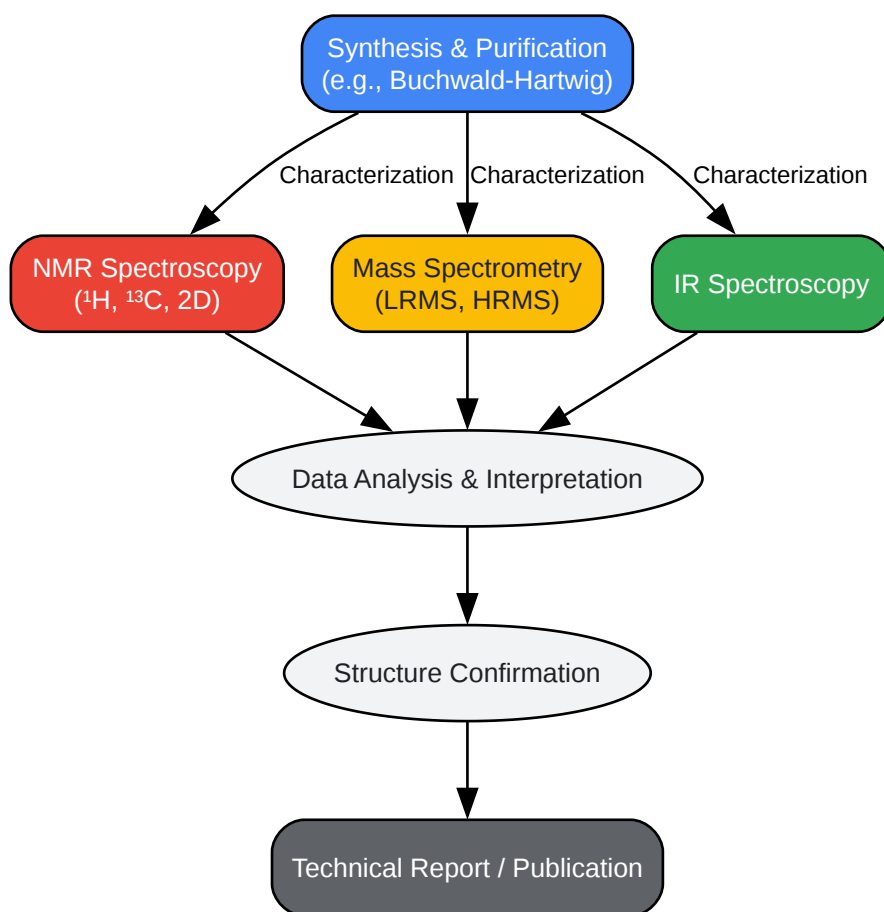 Synthesis & Purification
(e.g., Buchwald-Hartwig)
Characterization
Characterization
Characterization
NMR Spectroscopy
(¹H, ¹³C, 2D)
Mass Spectrometry
(LRMS, HRMS)
IR Spectroscopy
Data Analysis & Interpretation
Structure Confirmation
Technical Report / Publication